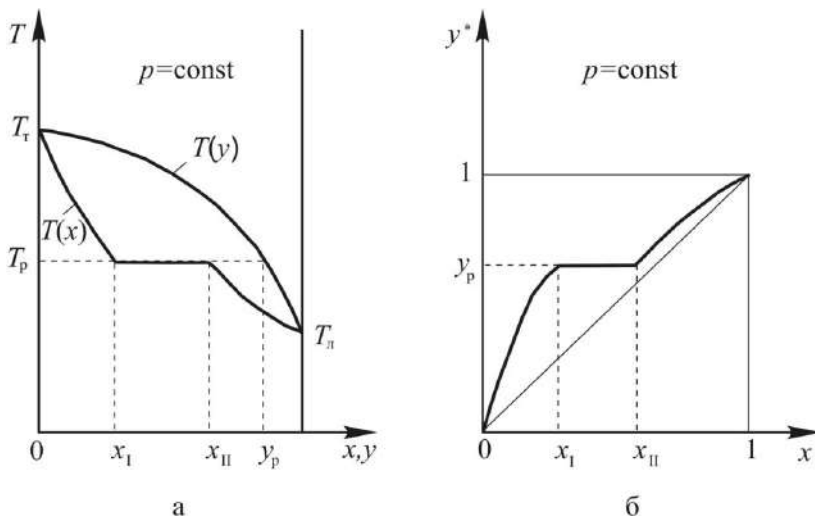 T
p=const
Tт
T(y)
T(x)
Tр
Tл
0
xI
xII
yр
x,y
а
y*
p=const
1
yр
0
xI
xII
1
x
б